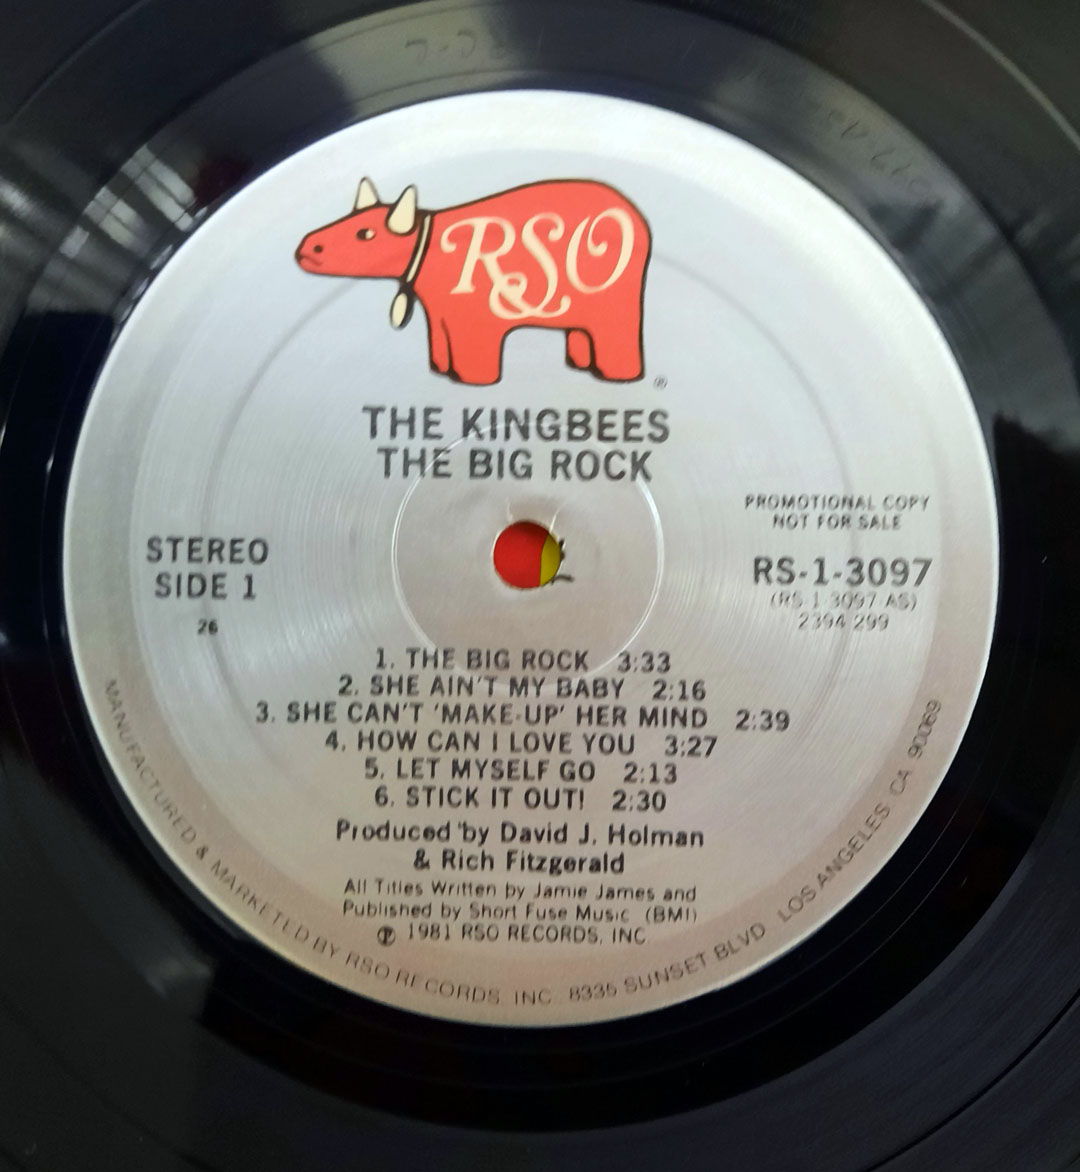 RSO
®
THE KINGBEES
THE BIG ROCK
PROMOTIONAL COPY
NOT FOR SALE
STEREO
SIDE 1
26
RS-1-3097
(RS 1 3097 AS)
2394 299
1. THE BIG ROCK 3:33
2. SHE AIN'T MY BABY 2:16
3. SHE CAN'T 'MAKE-UP' HER MIND 2:39
4. HOW CAN I LOVE YOU 3:27
5. LET MYSELF GO 2:13
6. STICK IT OUT! 2:30
Produced by David J. Holman
& Rich Fitzgerald
All Titles Written by Jamie James and
Published by Short Fuse Music (BMI)
℗ 1981 RSO RECORDS, INC
MANUFACTURED & MARKETED BY RSO RECORDS, INC. 8335 SUNSET BLVD LOS ANGELES CA 90069